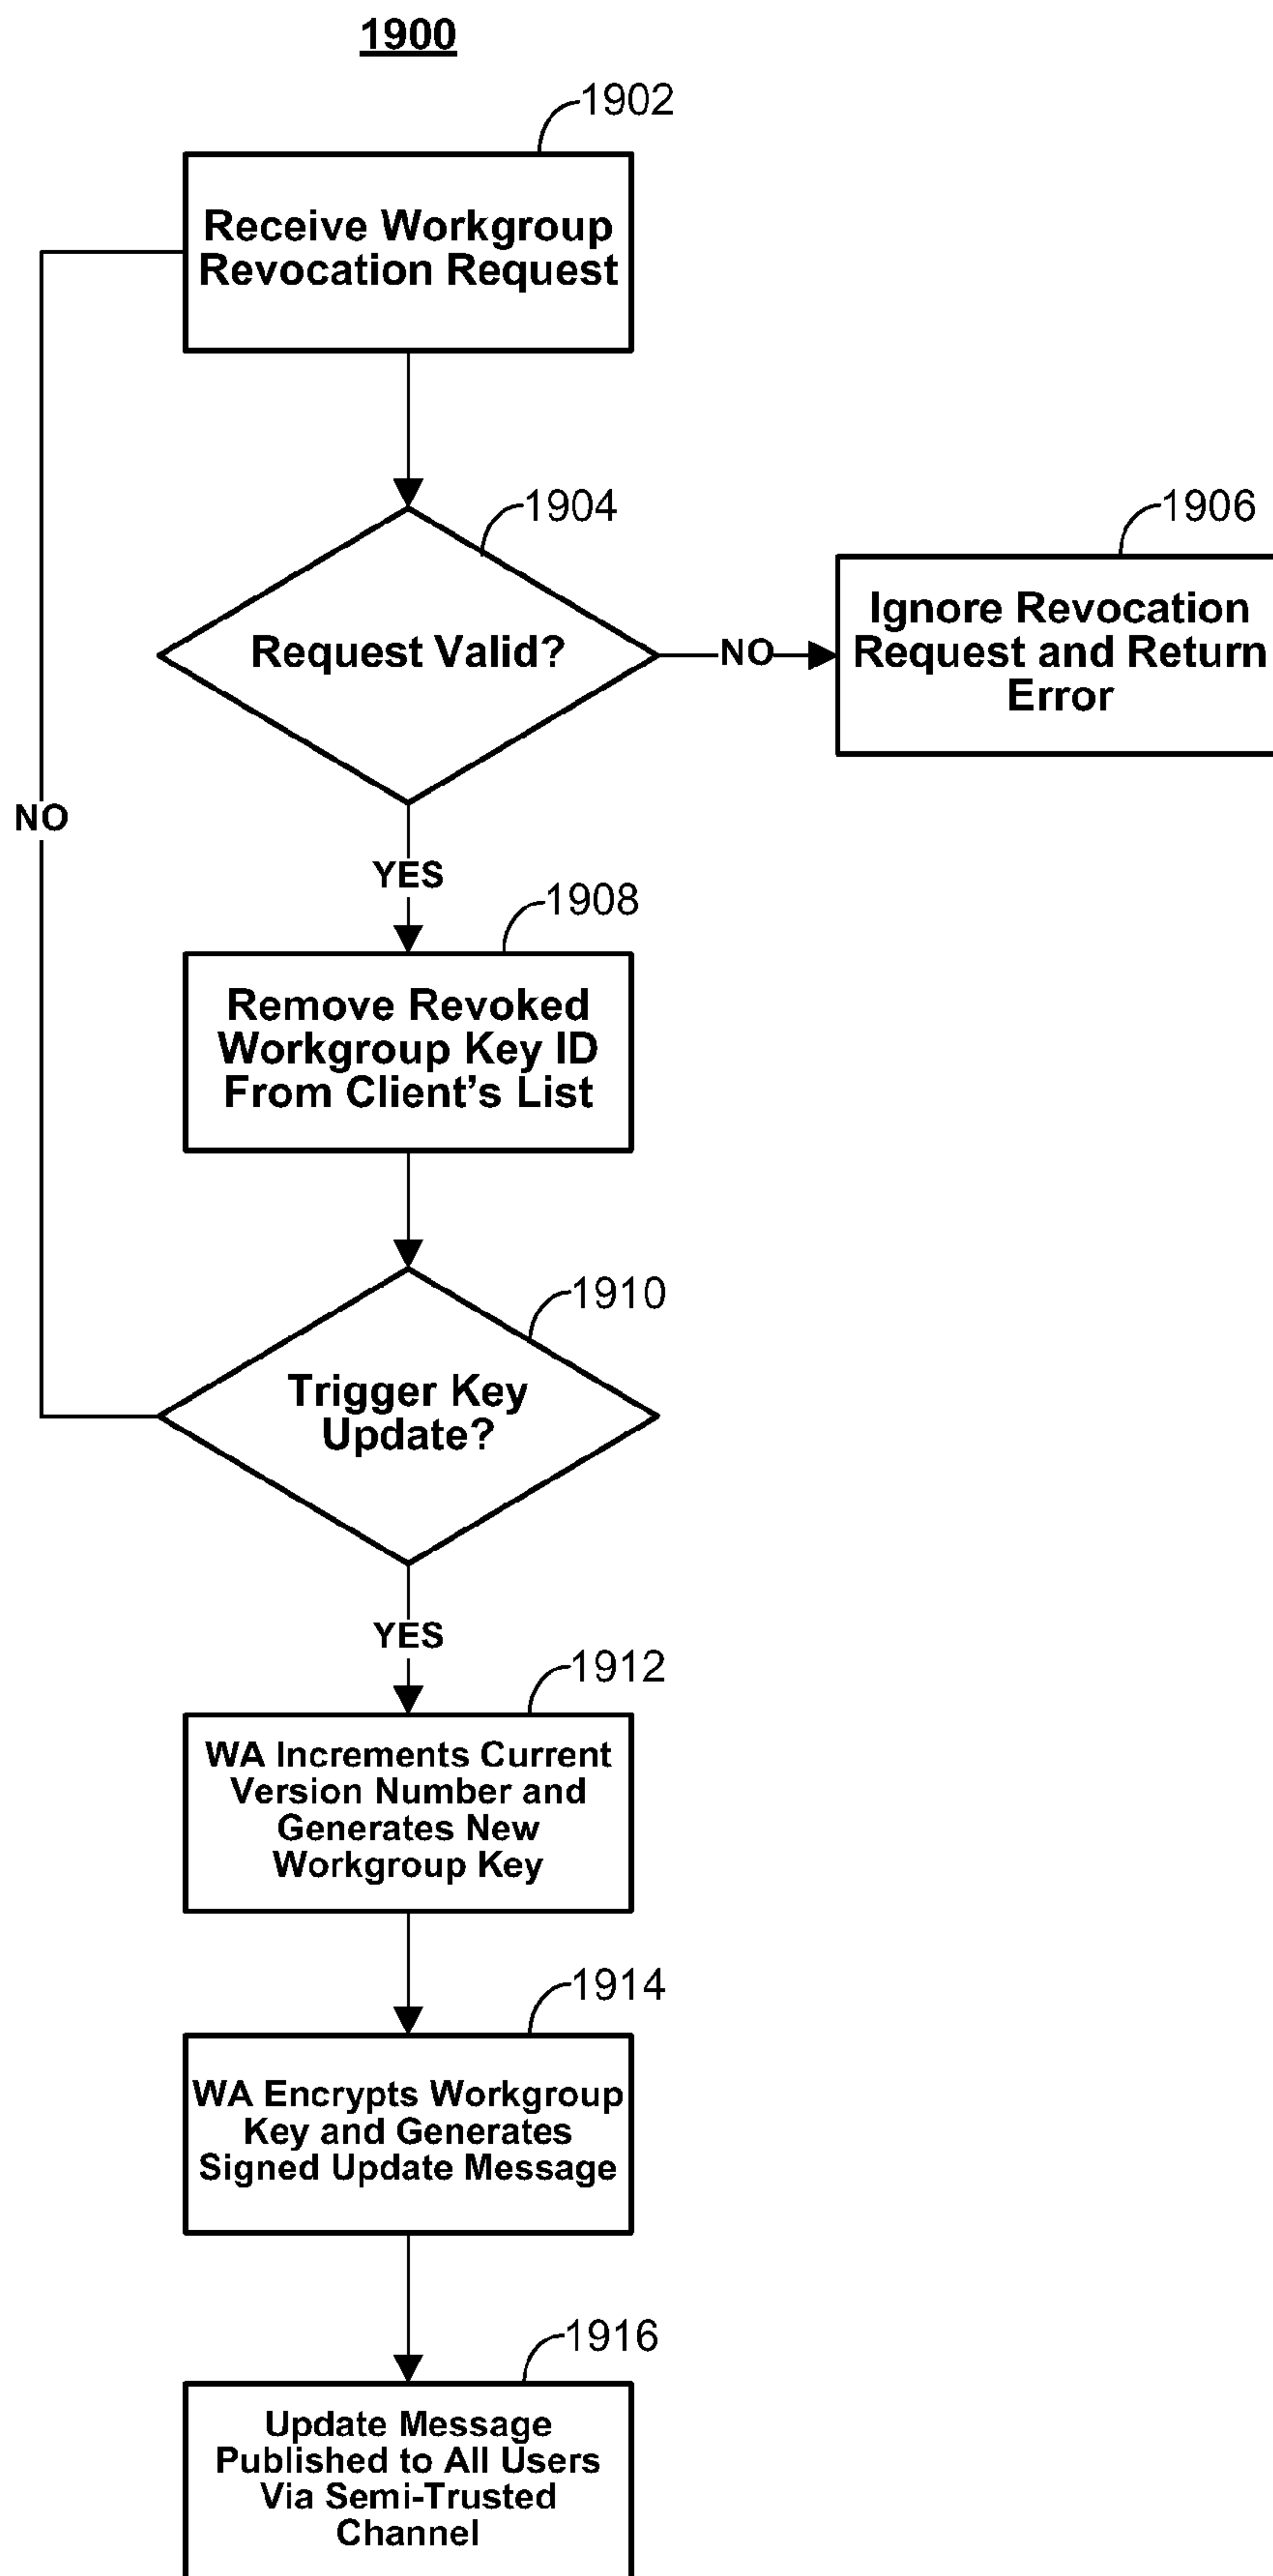 1900
1902
Receive Workgroup
Revocation Request
1904
Request Valid?
NO
1906
Ignore Revocation
Request and Return
Error
NO
YES
1908
Remove Revoked
Workgroup Key ID
From Client’s List
1910
Trigger Key
Update?
YES
1912
WA Increments Current
Version Number and
Generates New
Workgroup Key
1914
WA Encrypts Workgroup
Key and Generates
Signed Update Message
1916
Update Message
Published to All Users
Via Semi-Trusted
Channel